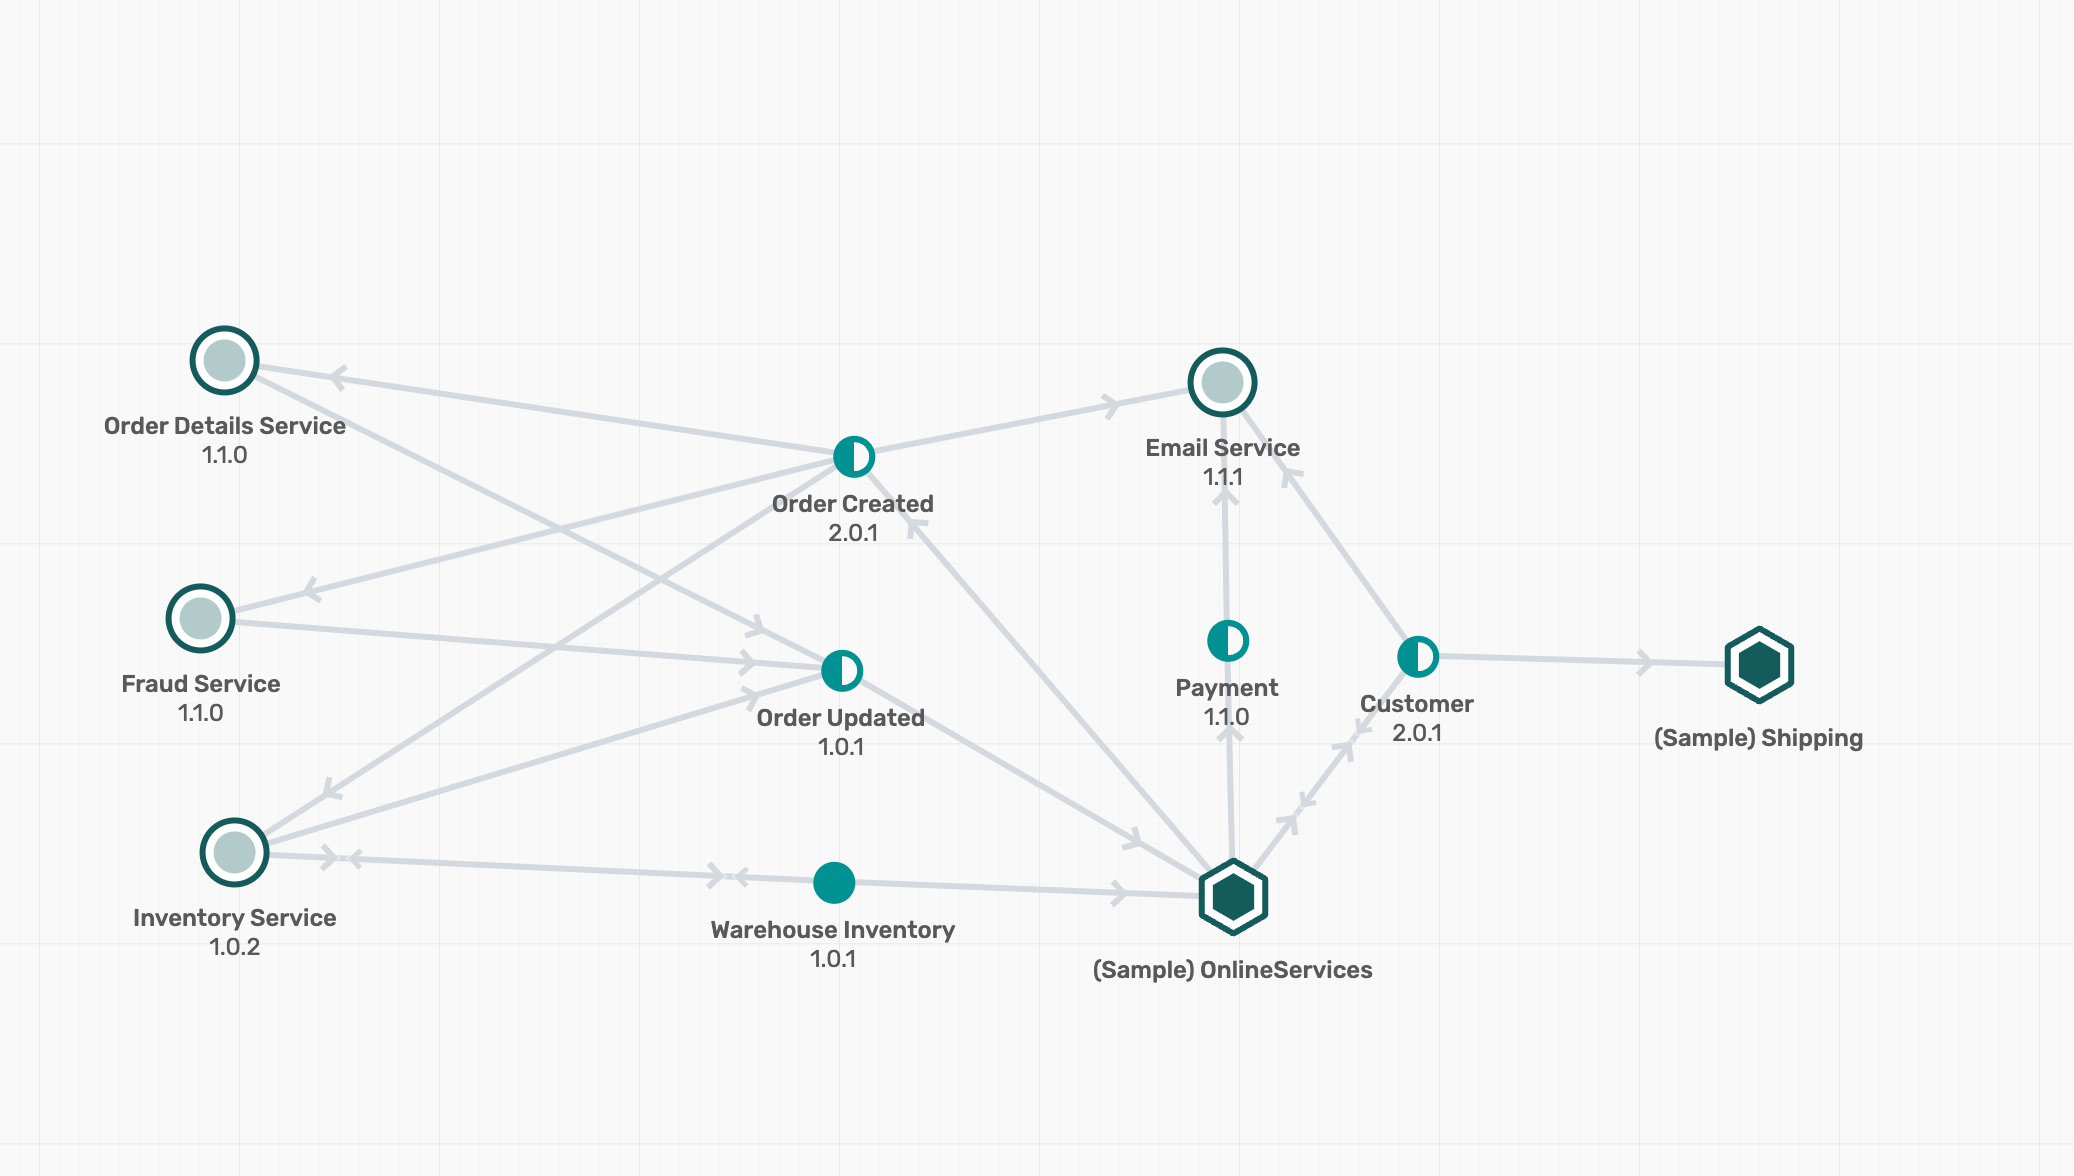 Order Details Service
1.1.0
Email Service
1.1.1
Order Created
2.0.1
Fraud Service
1.1.0
Payment
1.1.0
Customer
2.0.1
Order Updated
1.0.1
(Sample) Shipping
Inventory Service
1.0.2
Warehouse Inventory
1.0.1
(Sample) OnlineServices